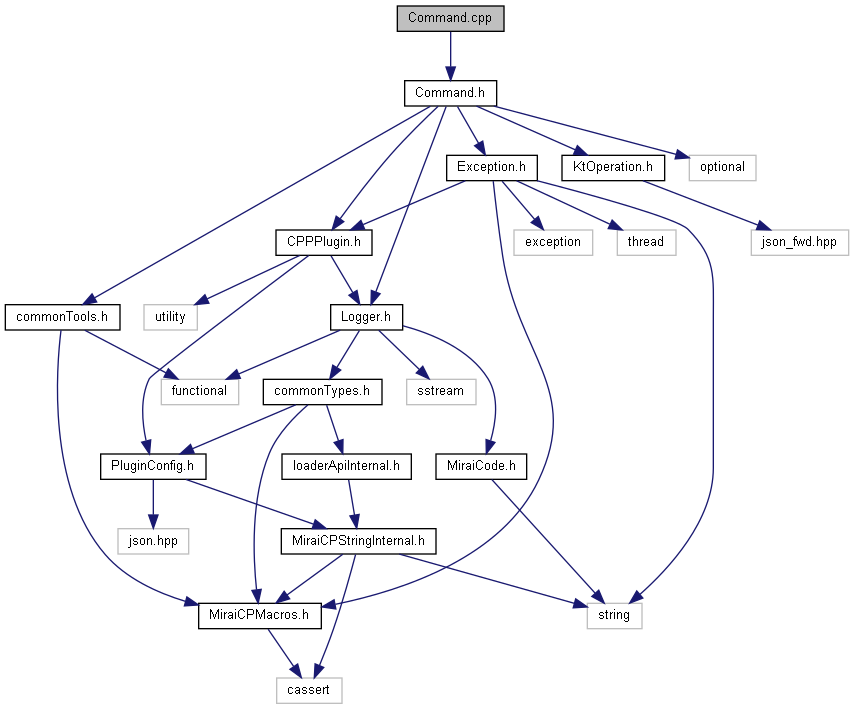 Command.cpp
Command.h
Exception.h
KtOperation.h
optional
CPPPlugin.h
exception
thread
json_fwd.hpp
commonTools.h
utility
Logger.h
functional
commonTypes.h
sstream
PluginConfig.h
loaderApiInternal.h
MiraiCode.h
json.hpp
MiraiCPStringInternal.h
MiraiCPMacros.h
string
cassert